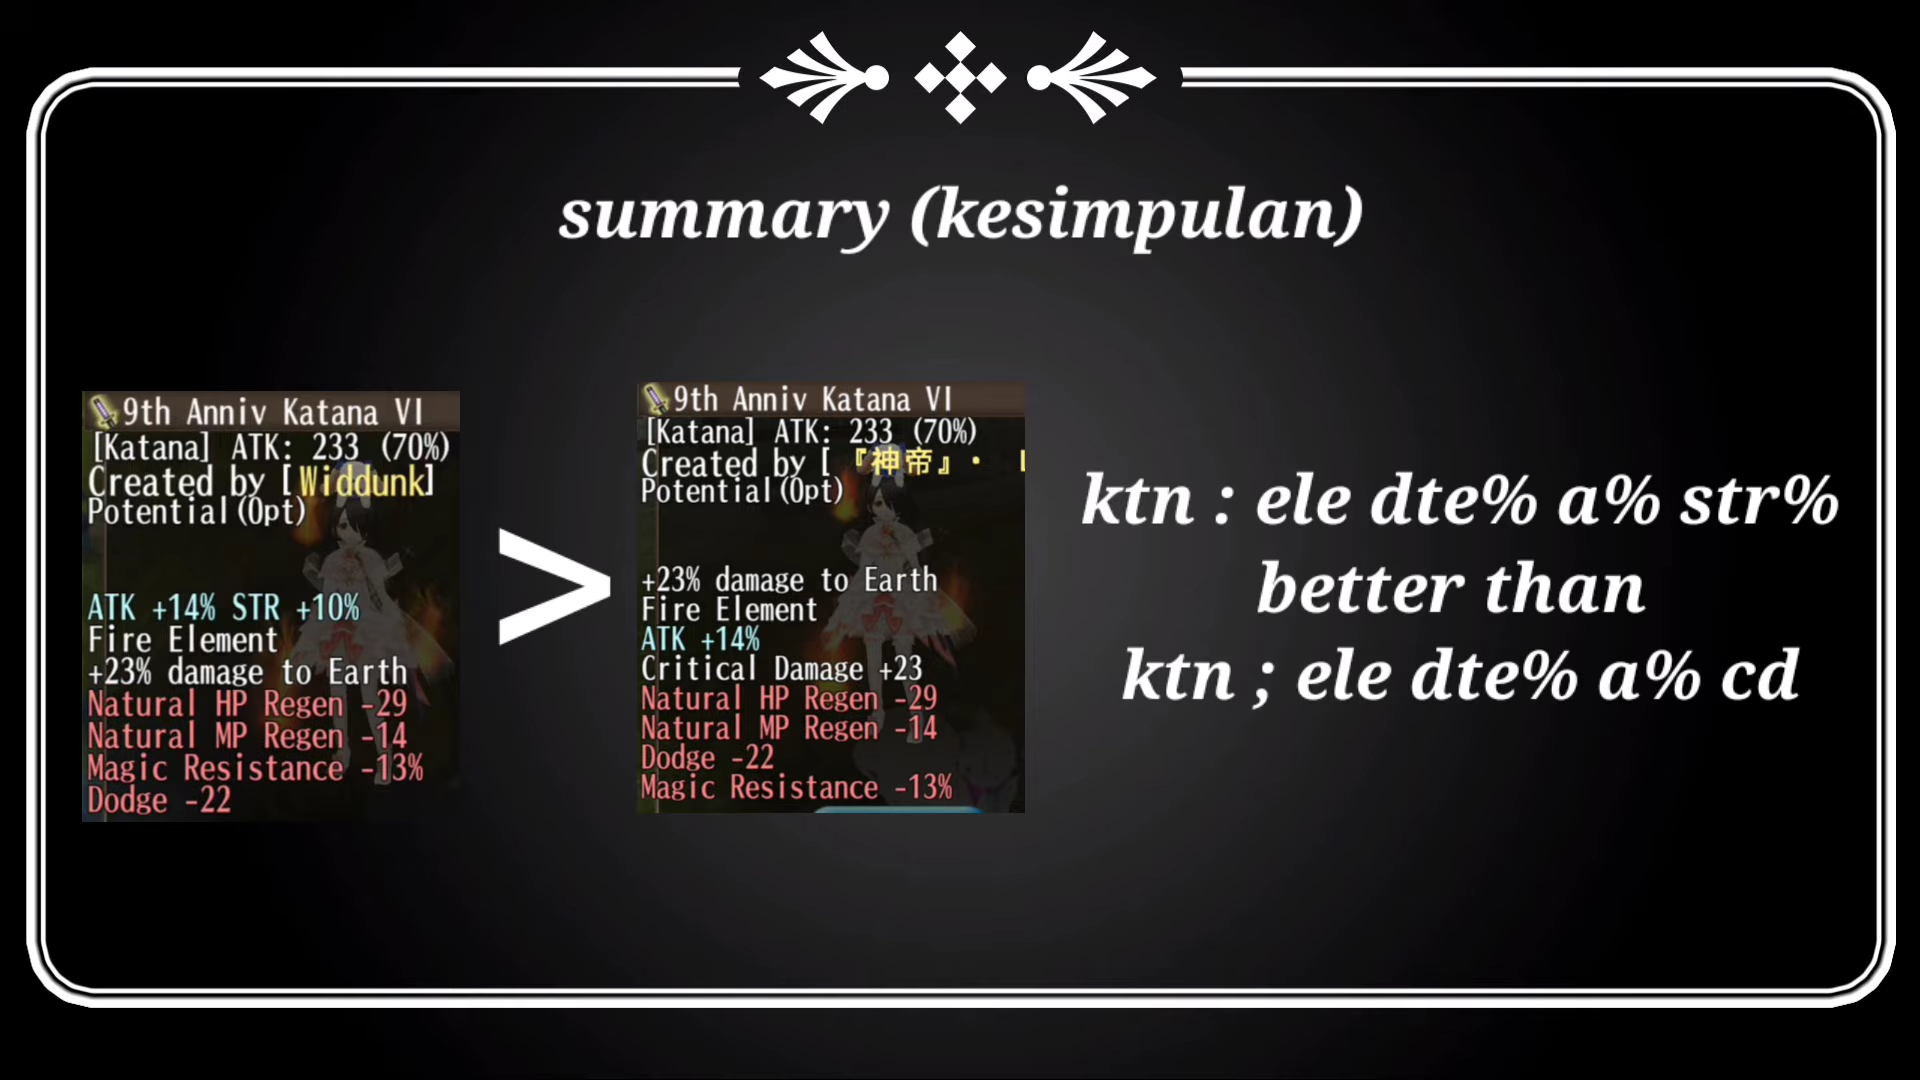 summary (kesimpulan)
9th Anniv Katana VI
[Katana] ATK: 233 (70%)
Created by [Widdunk]
Potential(0pt)
ATK +14% STR +10%
Fire Element
+23% damage to Earth
Natural HP Regen -29
Natural MP Regen -14
Magic Resistance -13%
Dodge -22
>
9th Anniv Katana VI
[Katana] ATK: 233 (70%)
Created by [『神帝』・
Potential(0pt)
+23% damage to Earth
Fire Element
ATK +14%
Critical Damage +23
Natural HP Regen -29
Natural MP Regen -14
Dodge -22
Magic Resistance -13%
ktn : ele dte% a% str%
better than
ktn ; ele dte% a% cd